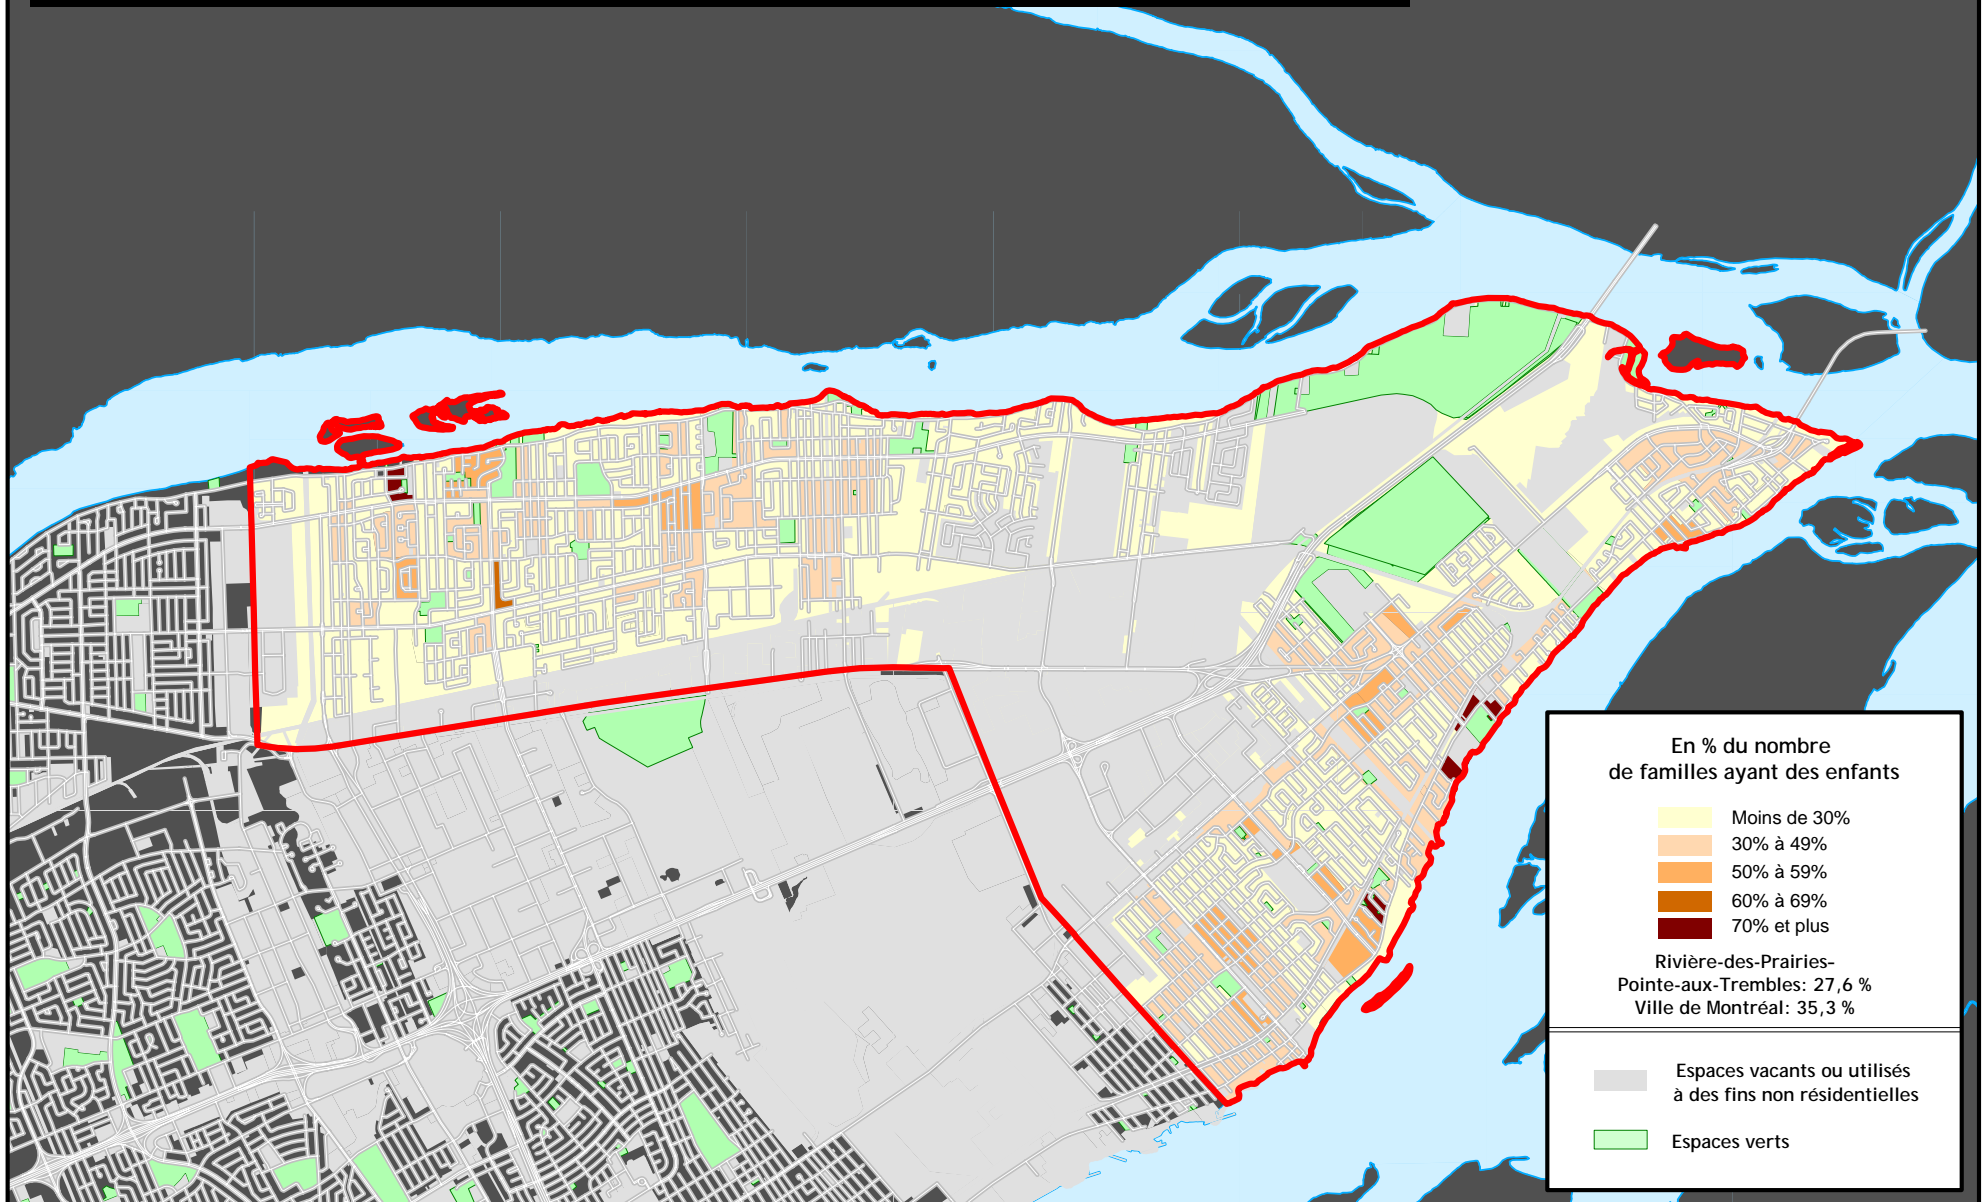 En % du nombre
de familles ayant des enfants
Moins de 30%
30% à 49%
50% à 59%
60% à 69%
70% et plus
Rivière-des-Prairies-
Pointe-aux-Trembles: 27,6 %
Ville de Montréal: 35,3 %
Espaces vacants ou utilisés
à des fins non résidentielles
Espaces verts